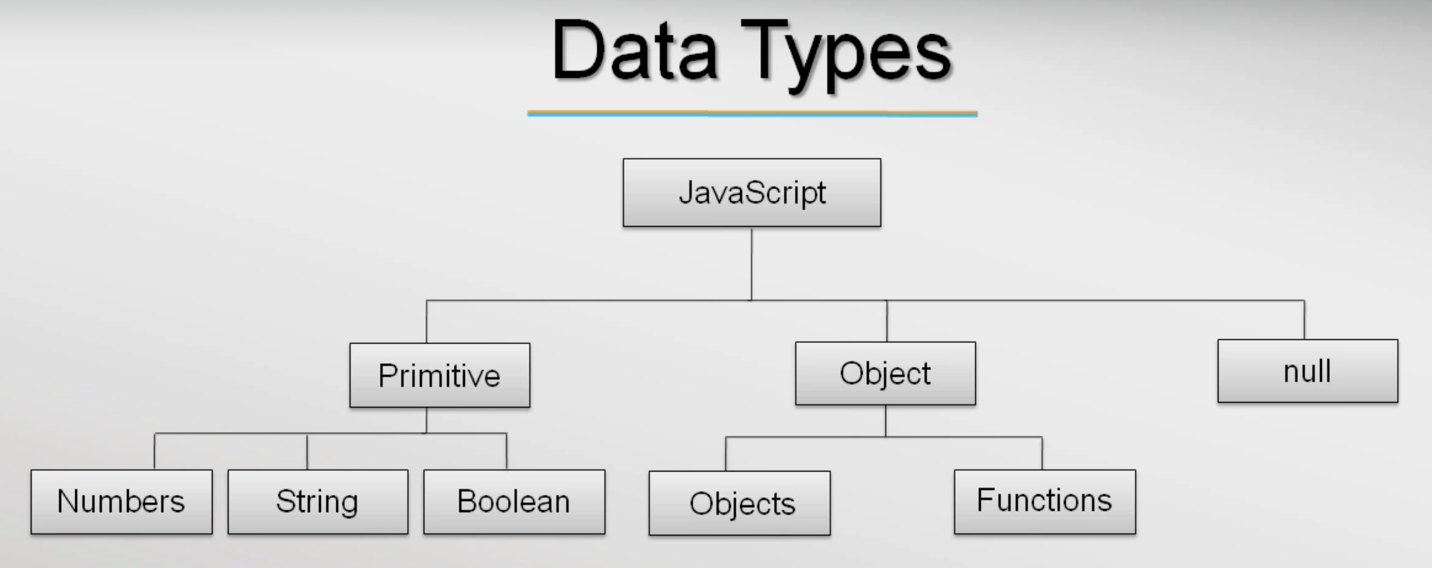 Data Types
JavaScript
Primitive
Object
null
Numbers
String
Boolean
Objects
Functions